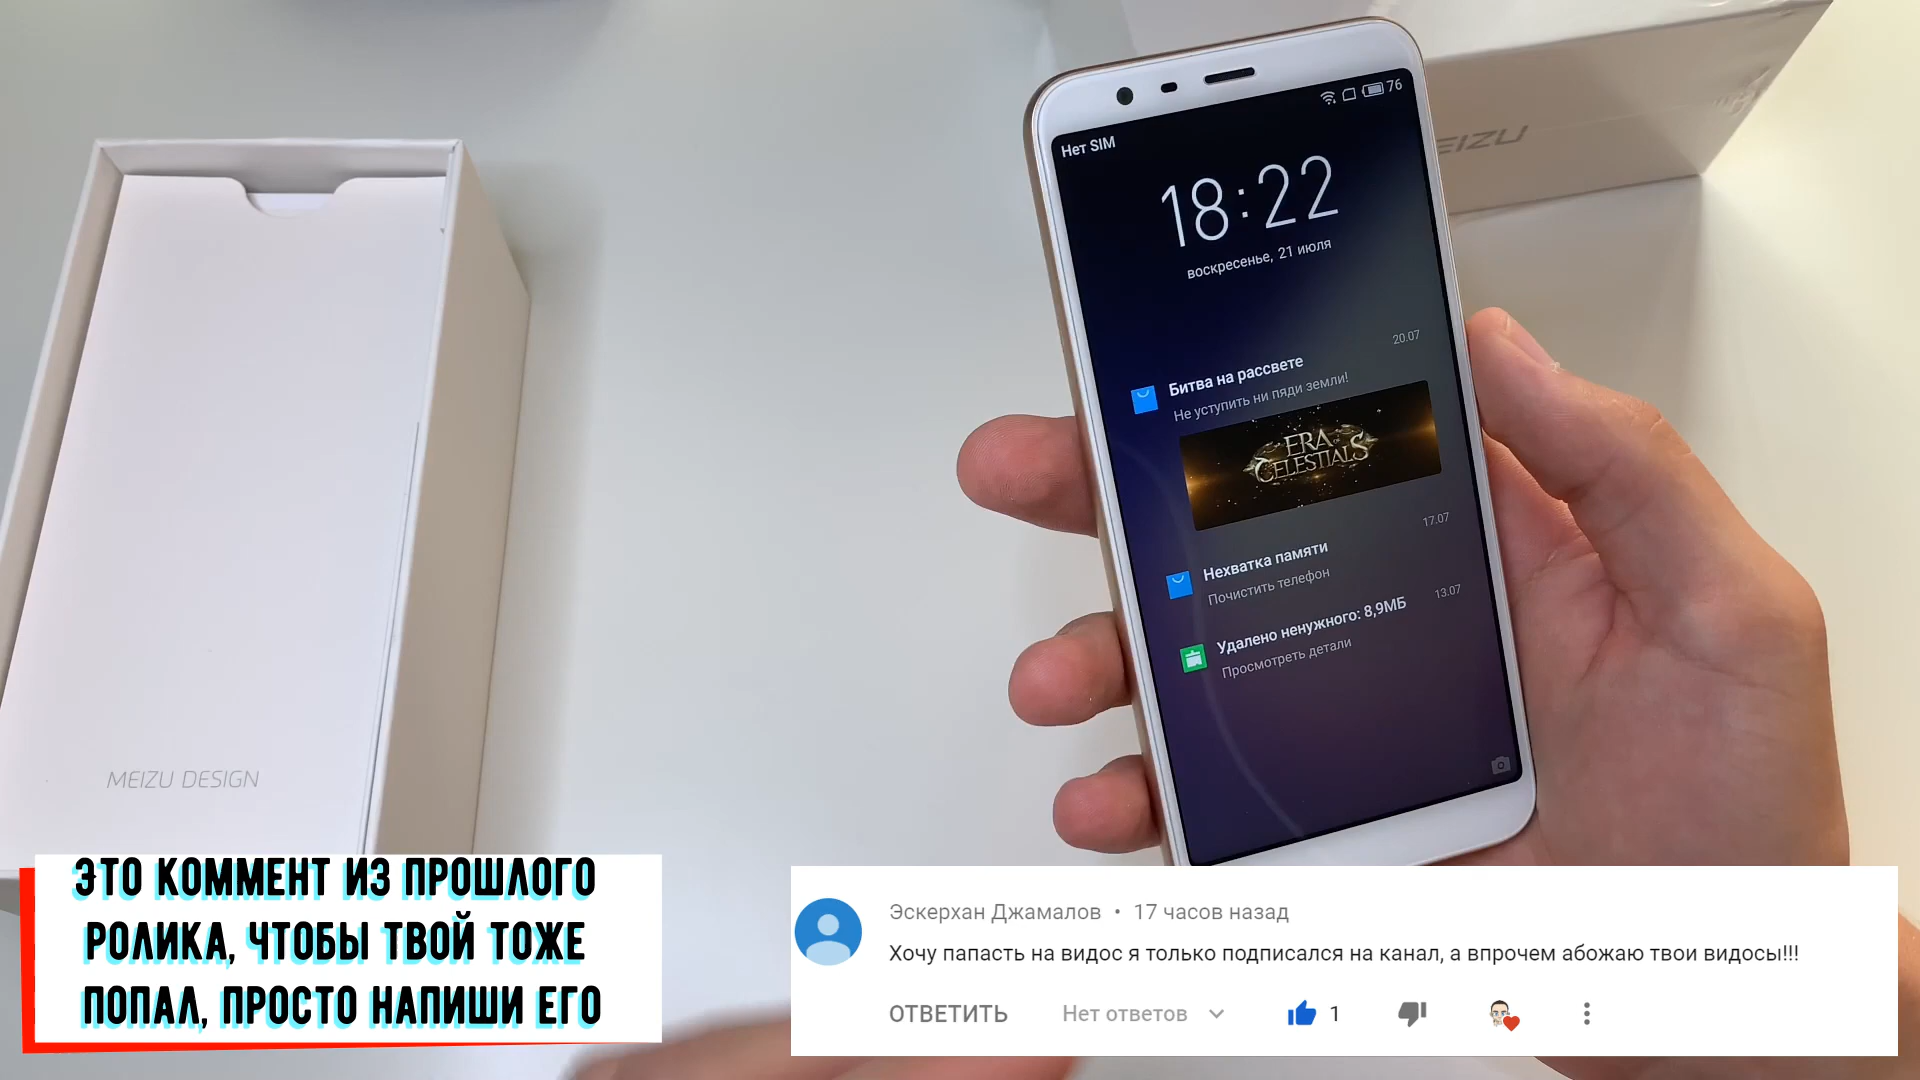 EIZU
76
Нет SIM
18:22
воскресенье, 21 июля
20.07
Битва на рассвете
Не уступить ни пяди земли!
ERA
CELESTIALS
17.07
Нехватка памяти
Почистить телефон
13.07
Удалено ненужного: 8,9МБ
Просмотреть детали
MEIZU DESIGN
ЭТО КОММЕНТ ИЗ ПРОШЛОГО
РОЛИКА, ЧТОБЫ ТВОЙ ТОЖЕ
ПОПАЛ, ПРОСТО НАПИШИ ЕГО
Эскерхан Джамалов • 17 часов назад
Хочу папасть на видос я только подписался на канал, а впрочем абожаю твои видосы!!!
ОТВЕТИТЬ Нет ответов 1